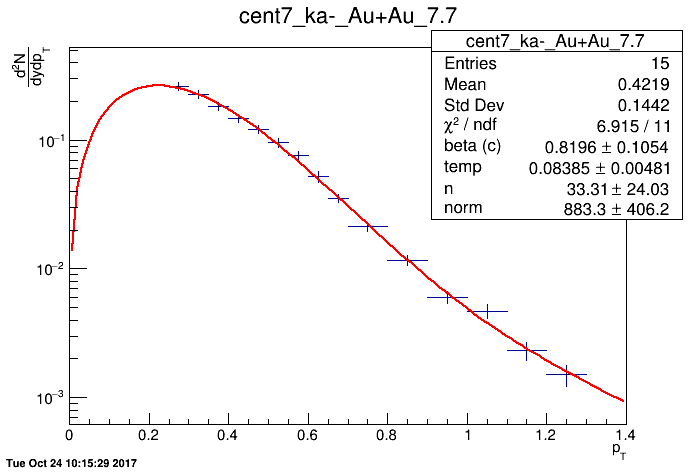 cent7_ka-_Au+Au_7.7
d²N
dydp_T
cent7_ka-_Au+Au_7.7
Entries 15
Mean 0.4219
Std Dev 0.1442
χ² / ndf 6.915 / 11
beta (c) 0.8196 ± 0.1054
temp 0.08385 ± 0.00481
n 33.31 ± 24.03
norm 883.3 ± 406.2
10⁻¹
10⁻²
10⁻³
0 0.2 0.4 0.6 0.8 1 1.2 1.4
p_T
Tue Oct 24 10:15:29 2017